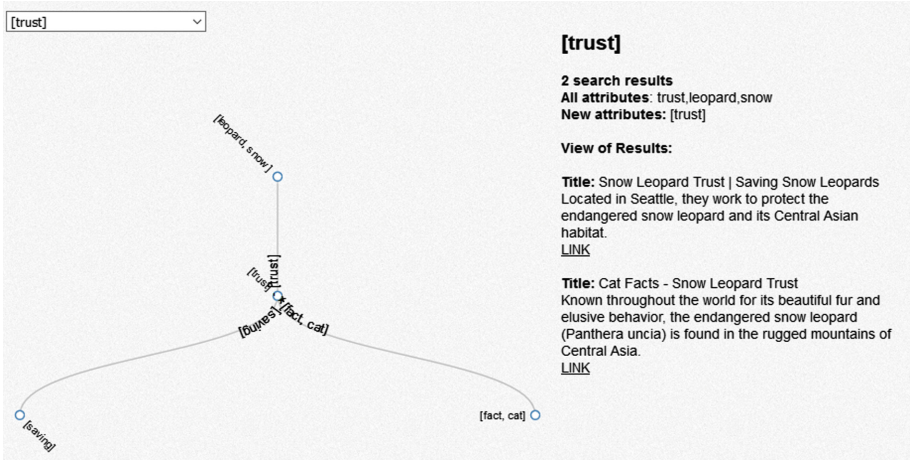 [trust]
[leopard, snow]
[trust]
[trust]
[saving]
[fact, cat]
[saving]
[fact, cat]
[trust]
2 search results
All attributes: trust,leopard,snow
New attributes: [trust]
View of Results:
Title: Snow Leopard Trust | Saving Snow Leopards
Located in Seattle, they work to protect the
endangered snow leopard and its Central Asian
habitat.
LINK
Title: Cat Facts - Snow Leopard Trust
Known throughout the world for its beautiful fur and
elusive behavior, the endangered snow leopard
(Panthera uncia) is found in the rugged mountains of
Central Asia.
LINK